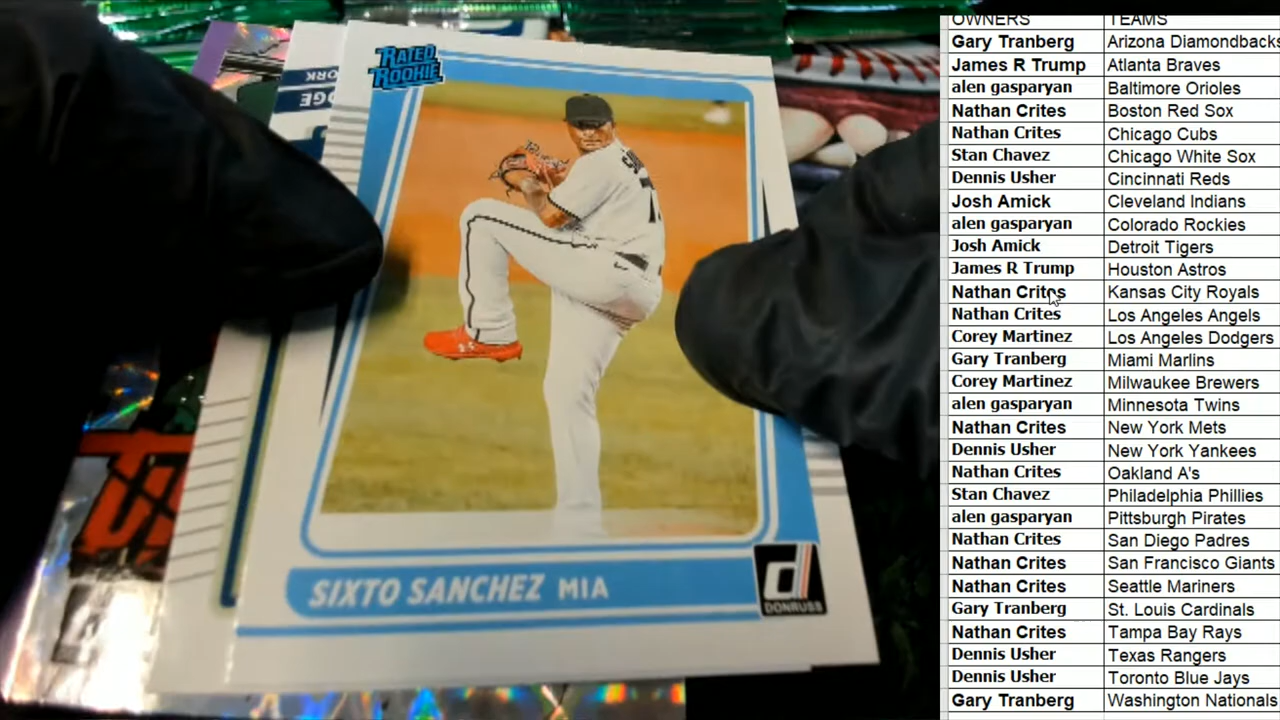 RATED
ROOKIE
SIXTO SANCHEZ MIA
DONRUSS
OWNERS TEAMS
Gary Tranberg Arizona Diamondbacks
James R Trump Atlanta Braves
alen gasparyan Baltimore Orioles
Nathan Crites Boston Red Sox
Nathan Crites Chicago Cubs
Stan Chavez Chicago White Sox
Dennis Usher Cincinnati Reds
Josh Amick Cleveland Indians
alen gasparyan Colorado Rockies
Josh Amick Detroit Tigers
James R Trump Houston Astros
Nathan Crites Kansas City Royals
Nathan Crites Los Angeles Angels
Corey Martinez Los Angeles Dodgers
Gary Tranberg Miami Marlins
Corey Martinez Milwaukee Brewers
alen gasparyan Minnesota Twins
Nathan Crites New York Mets
Dennis Usher New York Yankees
Nathan Crites Oakland A's
Stan Chavez Philadelphia Phillies
alen gasparyan Pittsburgh Pirates
Nathan Crites San Diego Padres
Nathan Crites San Francisco Giants
Nathan Crites Seattle Mariners
Gary Tranberg St. Louis Cardinals
Nathan Crites Tampa Bay Rays
Dennis Usher Texas Rangers
Dennis Usher Toronto Blue Jays
Gary Tranberg Washington Nationals